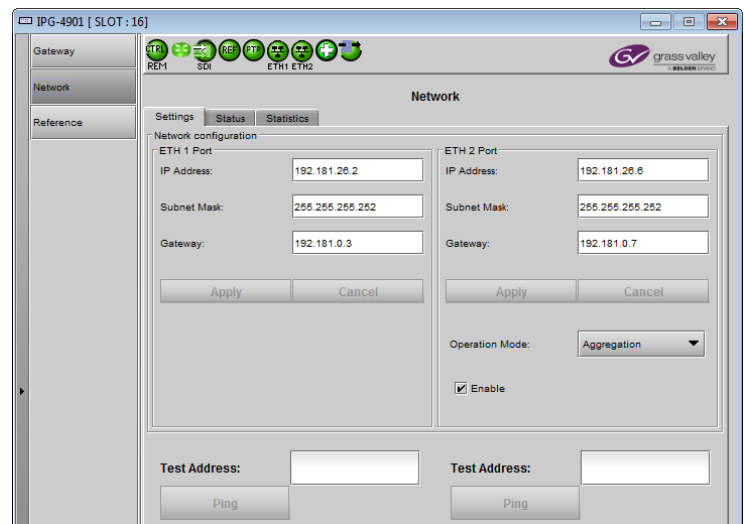 IPG-4901 [ SLOT : 16]
Gateway
Network
Reference
CTRL REF PTP
REM SDI ETH1 ETH2
GV grass valley
A BELDEN BRAND
Network
Settings Status Statistics
Network configuration
ETH 1 Port ETH 2 Port
IP Address: 192.181.26.2 IP Address: 192.181.26.6
Subnet Mask: 255.255.255.252 Subnet Mask: 255.255.255.252
Gateway: 192.181.0.3 Gateway: 192.181.0.7
Apply Cancel Apply Cancel
Operation Mode: Aggregation
Enable
Test Address: Test Address:
Ping Ping